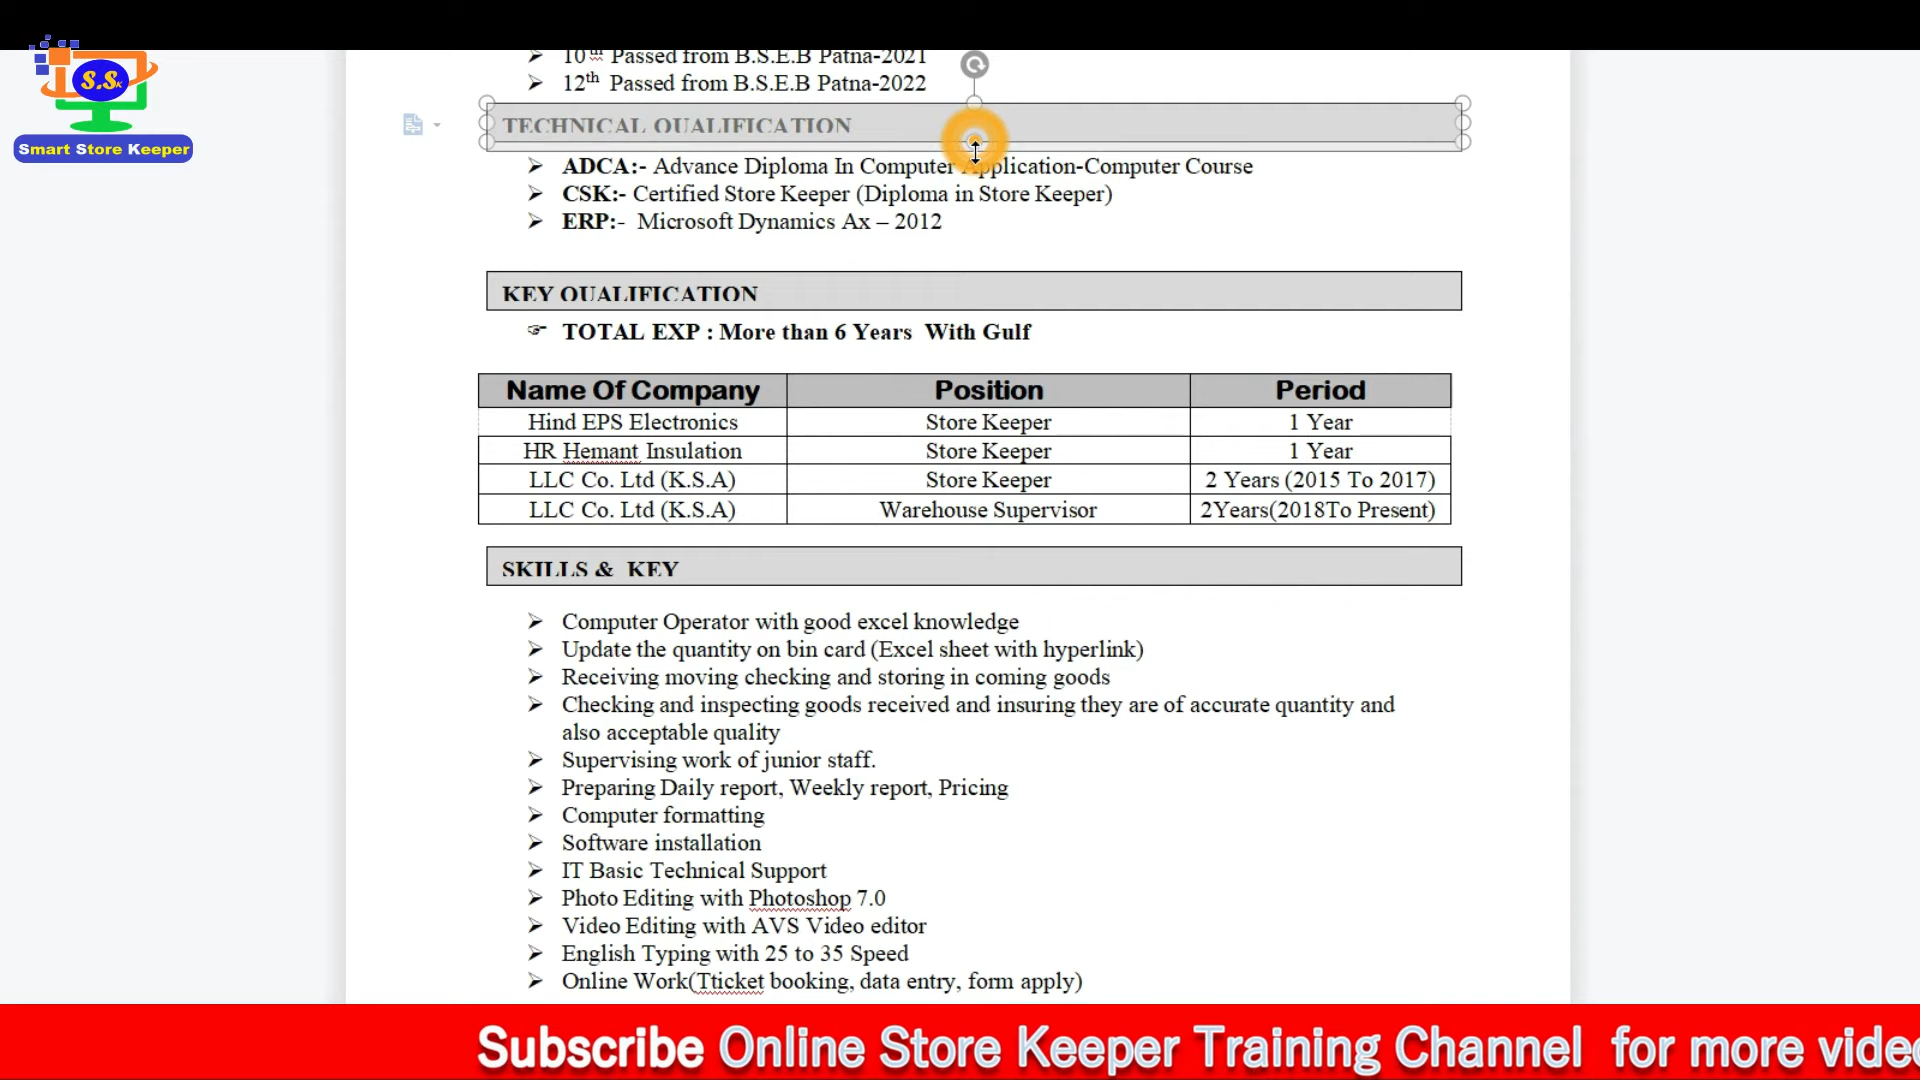 S.Sk
Smart Store Keeper
10th Passed from B.S.E.B Patna-2021
12th Passed from B.S.E.B Patna-2022
TECHNICAL QUALIFICATION
ADCA:- Advance Diploma In Computer Application-Computer Course
CSK:- Certified Store Keeper (Diploma in Store Keeper)
ERP:- Microsoft Dynamics Ax – 2012
KEY QUALIFICATION
TOTAL EXP : More than 6 Years With Gulf
Name Of Company Position Period
Hind EPS Electronics Store Keeper 1 Year
HR Hemant Insulation Store Keeper 1 Year
LLC Co. Ltd (K.S.A) Store Keeper 2 Years (2015 To 2017)
LLC Co. Ltd (K.S.A) Warehouse Supervisor 2Years(2018To Present)
SKILLS & KEY
Computer Operator with good excel knowledge
Update the quantity on bin card (Excel sheet with hyperlink)
Receiving moving checking and storing in coming goods
Checking and inspecting goods received and insuring they are of accurate quantity and
also acceptable quality
Supervising work of junior staff.
Preparing Daily report, Weekly report, Pricing
Computer formatting
Software installation
IT Basic Technical Support
Photo Editing with Photoshop 7.0
Video Editing with AVS Video editor
English Typing with 25 to 35 Speed
Online Work(Tticket booking, data entry, form apply)
Subscribe Online Store Keeper Training Channel for more